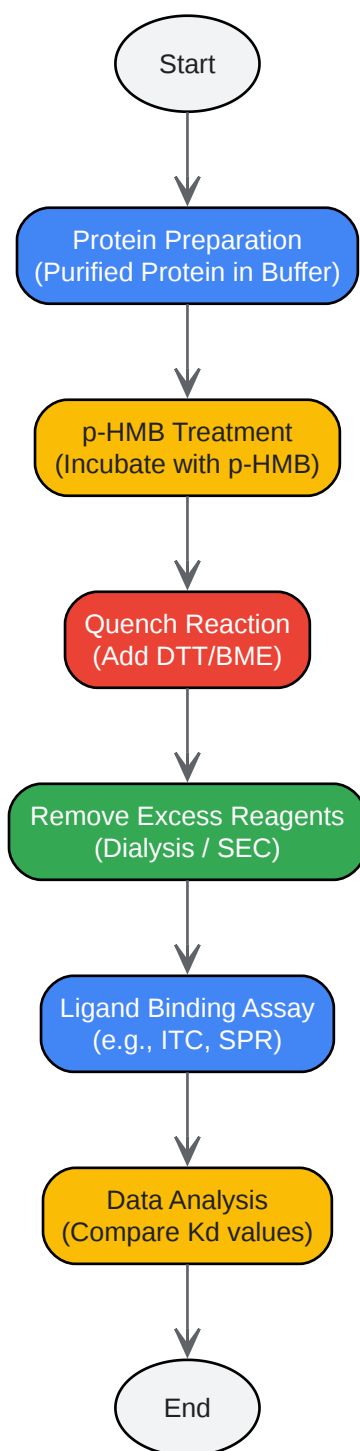 Start
Protein Preparation
(Purified Protein in Buffer)
p-HMB Treatment
(Incubate with p-HMB)
Quench Reaction
(Add DTT/BME)
Remove Excess Reagents
(Dialysis / SEC)
Ligand Binding Assay
(e.g., ITC, SPR)
Data Analysis
(Compare Kd values)
End